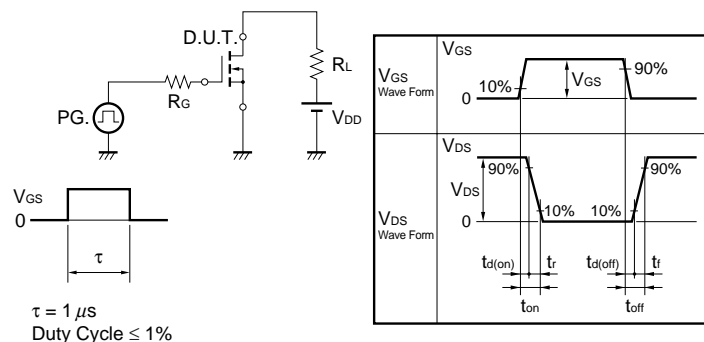 D.U.T.
RL
RG
PG.
VDD
VGS
0
τ
τ = 1 μs
Duty Cycle ≤ 1%
VGS
Wave Form
VGS
10%
VGS
90%
0
VDS
Wave Form
VDS
90%
VDS
10%
0
10%
90%
td(on)
tr
td(off)
tf
ton
toff